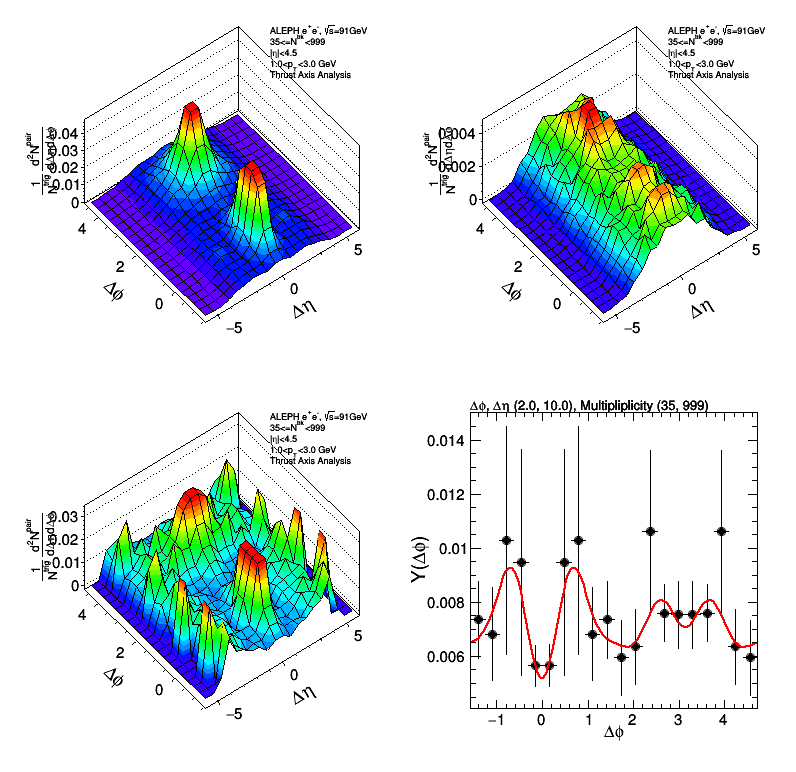 ALEPH e+e-, √s=91GeV
35<=N^trk<999
|η|<4.5
1.0<p_T<3.0 GeV
Thrust Axis Analysis
0.04
0.03
0.02
0.01
0
4
2
0
Δφ
−5
0
5
Δη
ALEPH e+e-, √s=91GeV
|η|<4.5
1.0<p_T<3.0 GeV
Thrust Axis Analysis
0.004
0.002
0
4
2
0
Δφ
−5
0
5
Δη
ALEPH e+e-, √s=91GeV
|η|<4.5
1.0<p_T<3.0 GeV
Thrust Axis Analysis
0.03
0.02
0.01
0
4
2
0
Δφ
−5
0
5
Δη
Δφ, Δη (2.0, 10.0), Multipliplicity (35, 999)
0.014
0.012
0.01
0.008
0.006
Y(Δφ)
−1 0 1 2 3 4
Δφ